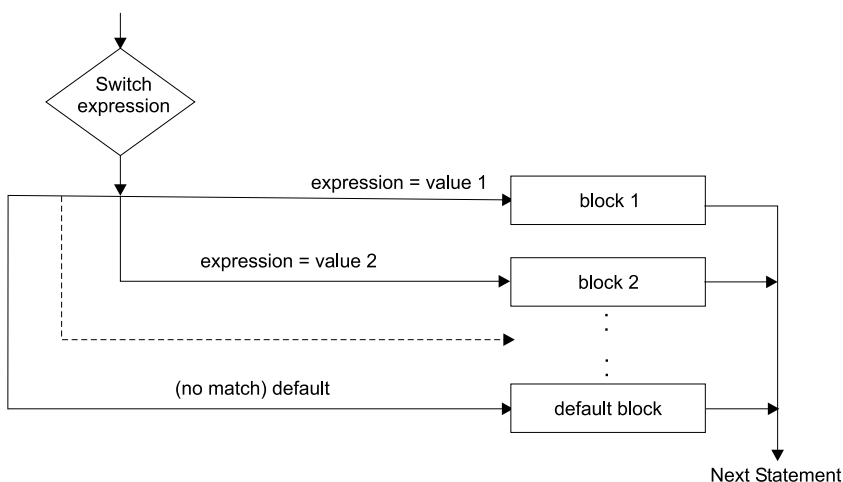 Switch
expression
expression = value 1
block 1
expression = value 2
block 2
(no match) default
default block
Next Statement